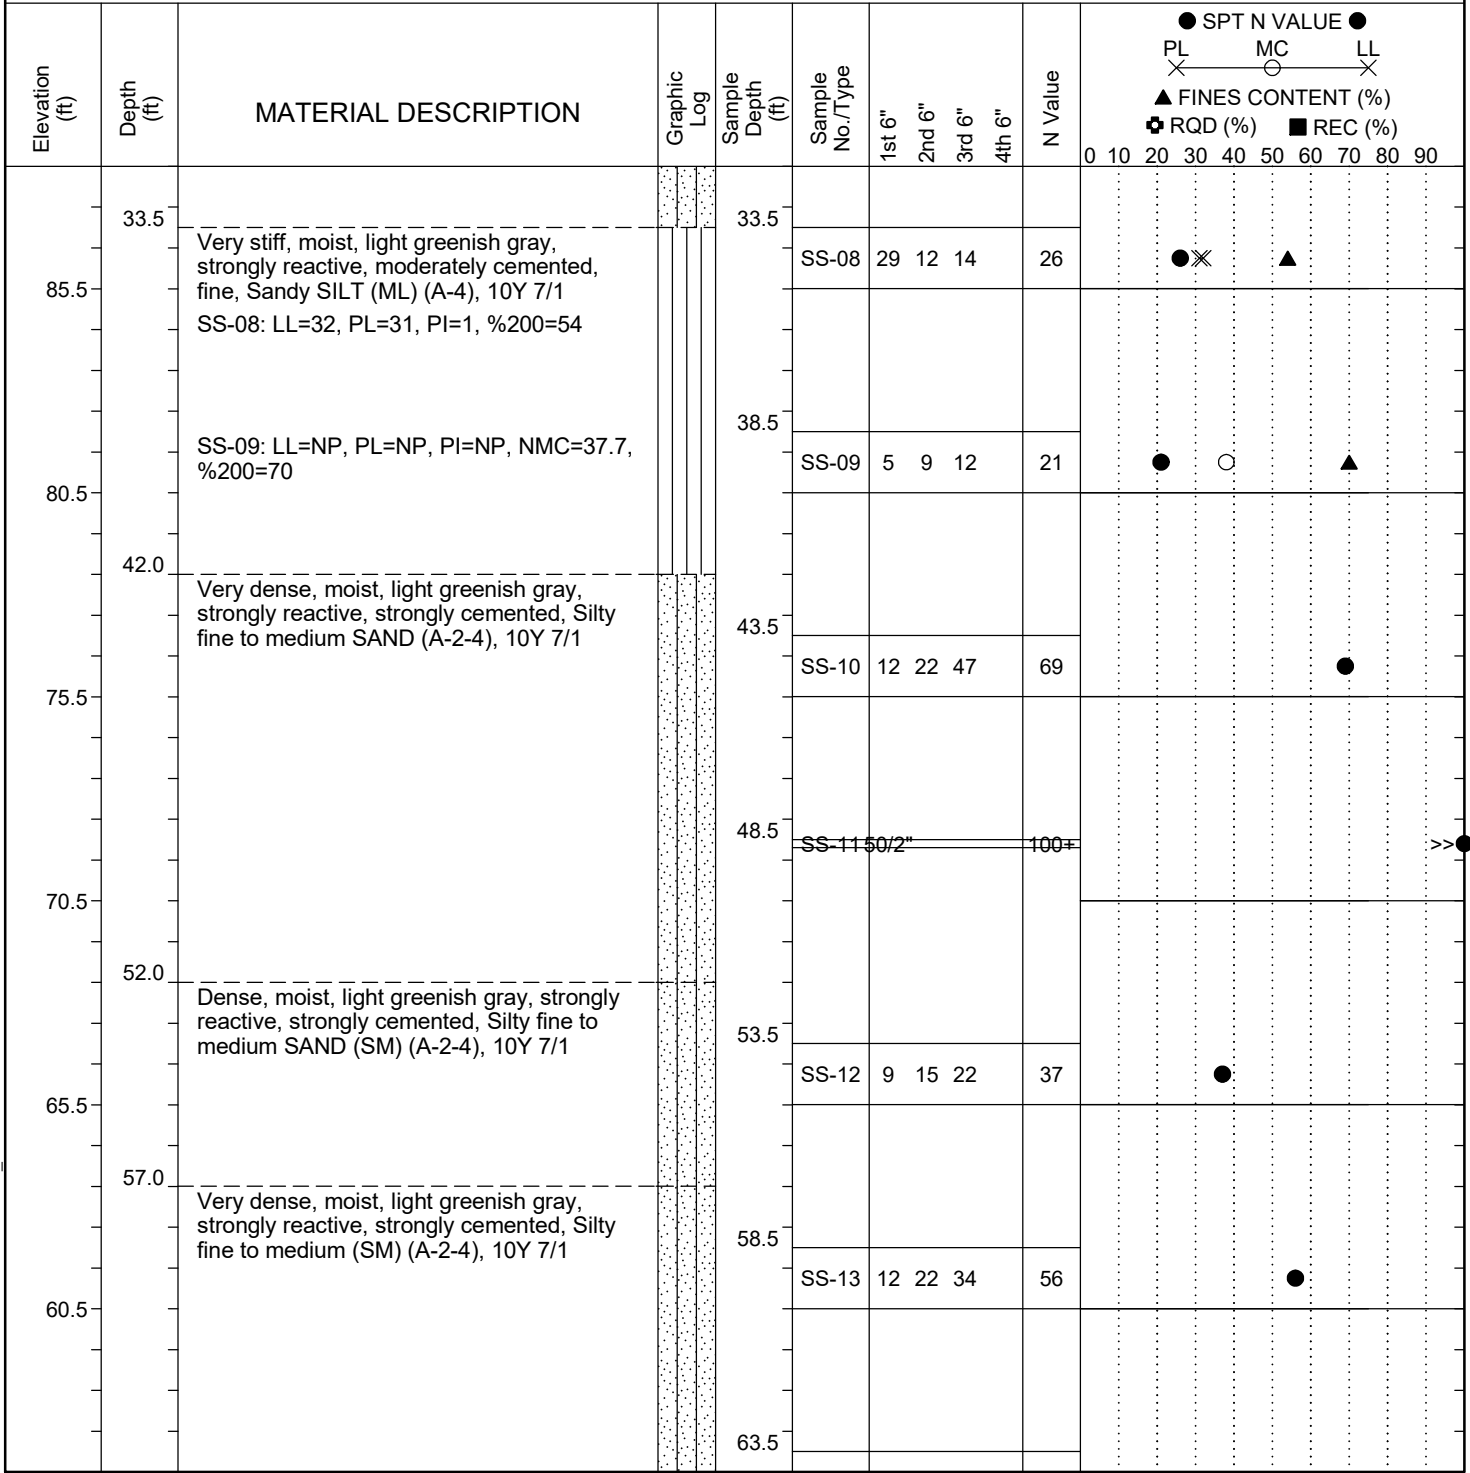 ● SPT N VALUE ●
PL MC LL
▲ FINES CONTENT (%)
RQD (%) ■ REC (%)
Elevation
(ft)
Depth
(ft)
MATERIAL DESCRIPTION
Graphic
Log
Sample
Depth
(ft)
Sample
No./Type
1st 6"
2nd 6"
3rd 6"
4th 6"
N Value
0 10 20 30 40 50 60 70 80 90
33.5 33.5
Very stiff, moist, light greenish gray,
strongly reactive, moderately cemented,
fine, Sandy SILT (ML) (A-4), 10Y 7/1
SS-08 29 12 14 26
85.5
SS-08: LL=32, PL=31, PI=1, %200=54
38.5
SS-09: LL=NP, PL=NP, PI=NP, NMC=37.7,
%200=70
SS-09 5 9 12 21
80.5
42.0
Very dense, moist, light greenish gray,
strongly reactive, strongly cemented, Silty
fine to medium SAND (A-2-4), 10Y 7/1
43.5
SS-10 12 22 47 69
75.5
48.5
SS-11 50/2" 100+ >>
70.5
52.0
Dense, moist, light greenish gray, strongly
reactive, strongly cemented, Silty fine to
medium SAND (SM) (A-2-4), 10Y 7/1
53.5
SS-12 9 15 22 37
65.5
57.0
Very dense, moist, light greenish gray,
strongly reactive, strongly cemented, Silty
fine to medium (SM) (A-2-4), 10Y 7/1
58.5
SS-13 12 22 34 56
60.5
63.5